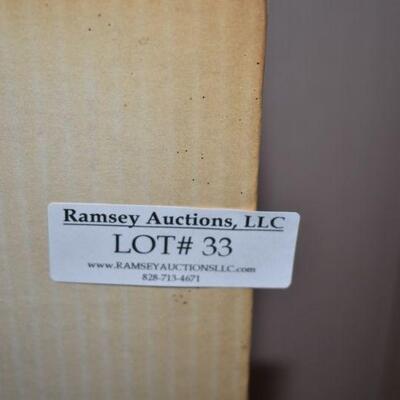 Ramsey Auctions, LLC
LOT# 33
www.RAMSEYAUCTIONSLLC.com
828-713-4671